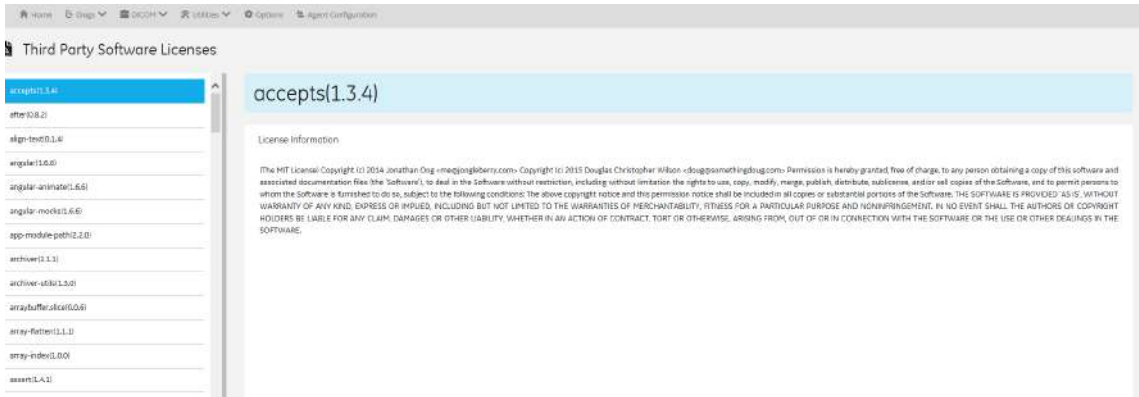 Home Diags DICOM Utilities Options Agent Configuration
Third Party Software Licenses
accepts(1.3.4)
after(0.8.2)
align-text(0.1.4)
angular(1.6.6)
angular-animate(1.6.6)
angular-mocks(1.6.6)
app-module-path(2.2.0)
archiver(2.1.1)
archiver-utils(1.3.0)
arraybuffer.slice(0.0.6)
array-flatten(1.1.1)
array-index(1.0.0)
assert(1.4.1)
accepts(1.3.4)
License Information
(The MIT License) Copyright (c) 2014 Jonathan Ong <me@jongleberry.com> Copyright (c) 2015 Douglas Christopher Wilson <doug@somethingdoug.com> Permission is hereby granted, free of charge, to any person obtaining a copy of this software and
associated documentation files (the 'Software'), to deal in the Software without restriction, including without limitation the rights to use, copy, modify, merge, publish, distribute, sublicense, and/or sell copies of the Software, and to permit persons to
whom the Software is furnished to do so, subject to the following conditions: The above copyright notice and this permission notice shall be included in all copies or substantial portions of the Software. THE SOFTWARE IS PROVIDED 'AS IS', WITHOUT
WARRANTY OF ANY KIND, EXPRESS OR IMPLIED, INCLUDING BUT NOT LIMITED TO THE WARRANTIES OF MERCHANTABILITY, FITNESS FOR A PARTICULAR PURPOSE AND NONINFRINGEMENT. IN NO EVENT SHALL THE AUTHORS OR COPYRIGHT
HOLDERS BE LIABLE FOR ANY CLAIM, DAMAGES OR OTHER LIABILITY, WHETHER IN AN ACTION OF CONTRACT, TORT OR OTHERWISE, ARISING FROM, OUT OF OR IN CONNECTION WITH THE SOFTWARE OR THE USE OR OTHER DEALINGS IN THE
SOFTWARE.